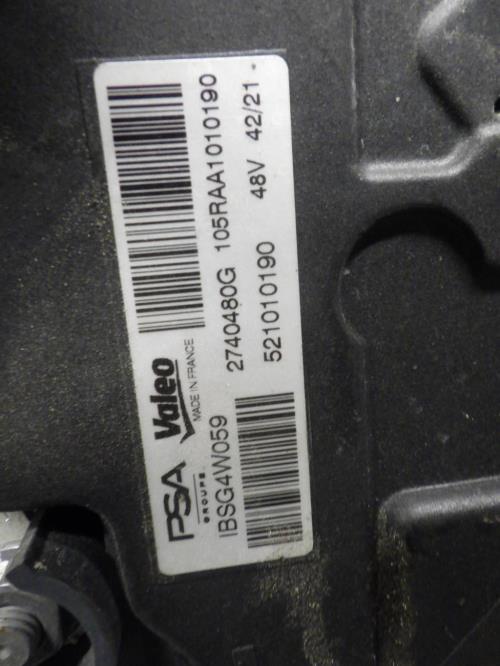 PSA
GROUPE
Valeo
MADE IN FRANCE
IBSG4W059
2740480G 105RAA1010190
521010190 48V 42/21